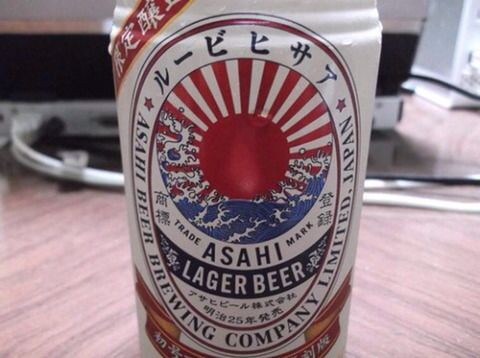 限定醸
ルービヒサア
ASAHI BEER BREWING COMPANY LIMITED, JAPAN
商標
登録
TRADE MARK
ASAHI
LAGER BEER
アサヒビール株式会社
明治25年発売